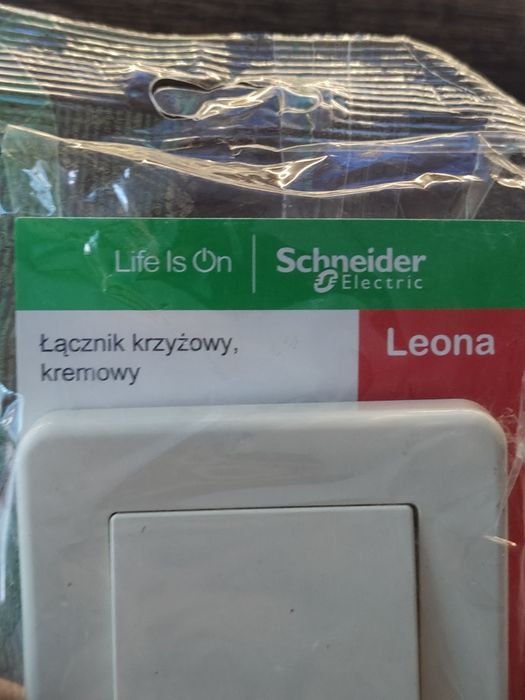 Life Is On
Schneider
Electric
Łącznik krzyżowy,
kremowy
Leona